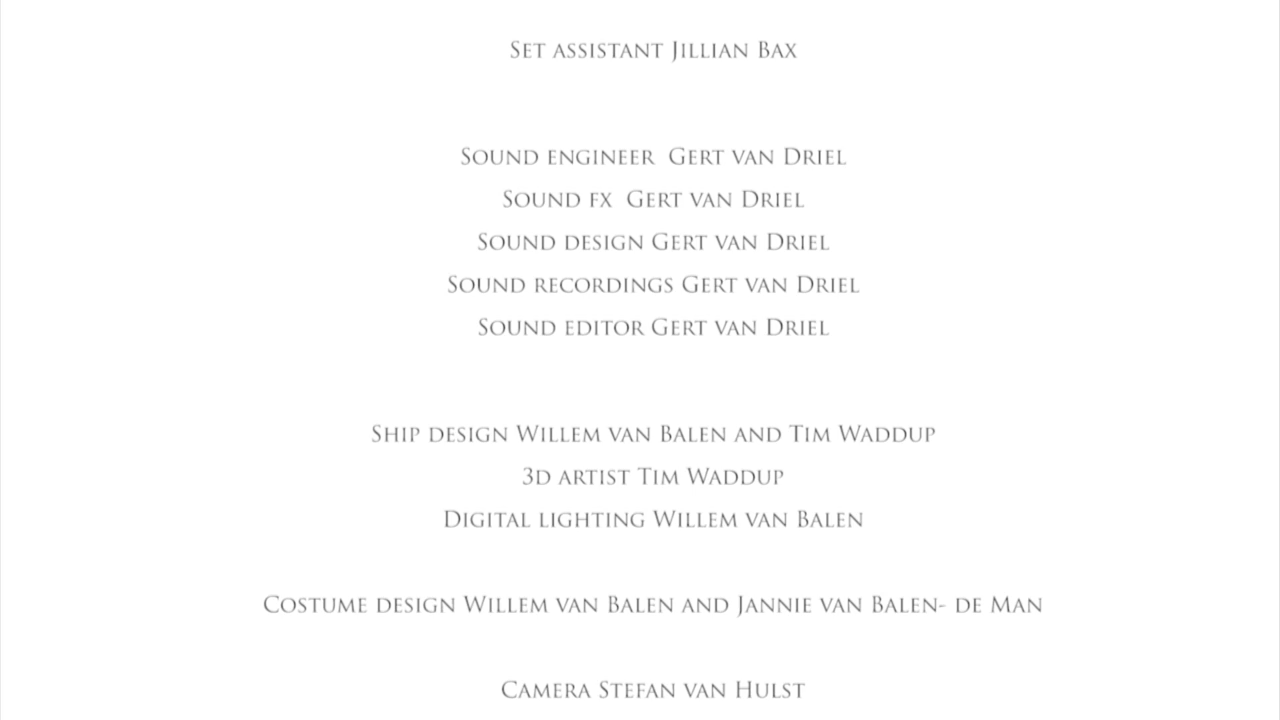 Set assistant Jillian Bax
Sound engineer Gert van Driel
Sound fx Gert van Driel
Sound design Gert van Driel
Sound recordings Gert van Driel
Sound editor Gert van Driel
Ship design Willem van Balen and Tim Waddup
3d artist Tim Waddup
Digital lighting Willem van Balen
Costume design Willem van Balen and Jannie van Balen- de Man
Camera Stefan van Hulst